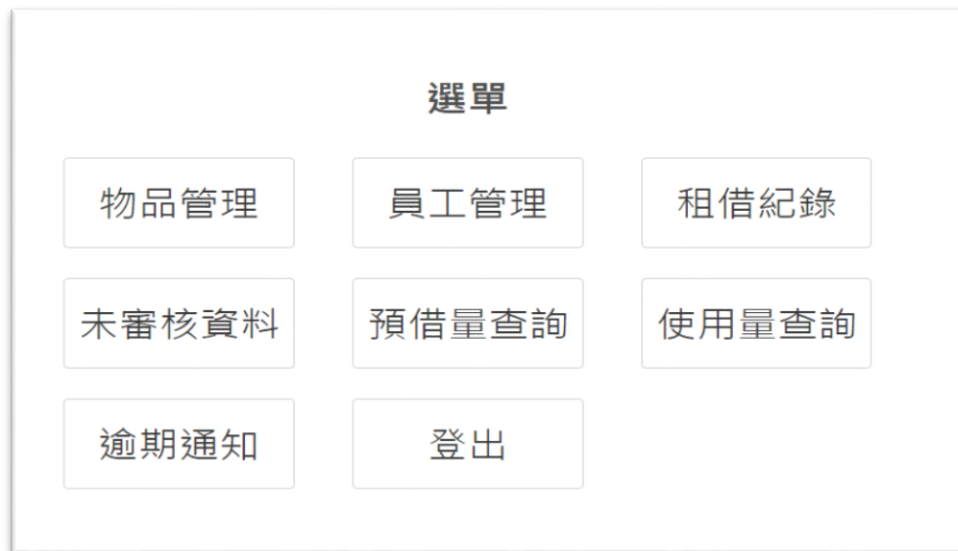 選單
物品管理
員工管理
租借紀錄
未審核資料
預借量查詢
使用量查詢
逾期通知
登出